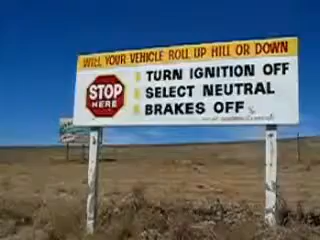 WILL YOUR VEHICLE ROLL UP HILL OR DOWN
STOP
HERE
TURN IGNITION OFF
SELECT NEUTRAL
BRAKES OFF